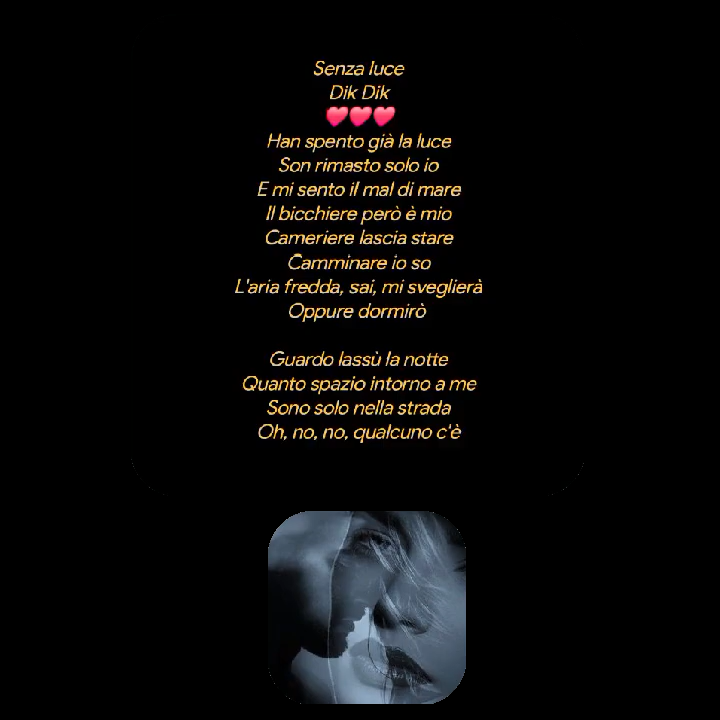 Senza luce
Dik Dik
💗💗💗
Han spento già la luce
Son rimasto solo io
E mi sento il mal di mare
Il bicchiere però è mio
Cameriere lascia stare
Camminare io so
L'aria fredda, sai, mi sveglierà
Oppure dormirò

Guardo lassù la notte
Quanto spazio intorno a me
Sono solo nella strada
Oh, no, no, qualcuno c'è